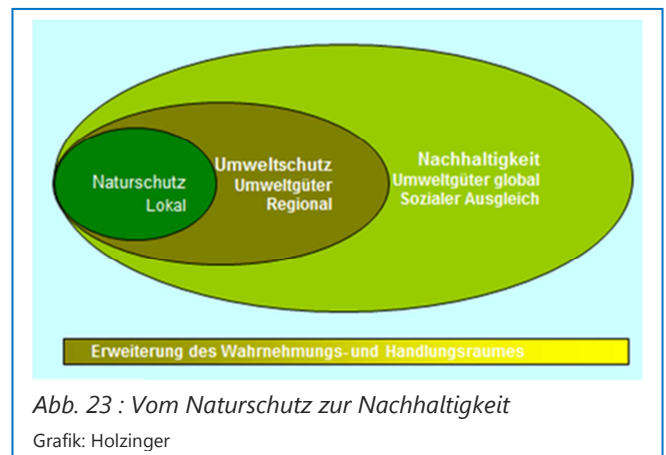 Naturschutz
Lokal
Umweltschutz
Umweltgüter
Regional
Nachhaltigkeit
Umweltgüter global
Sozialer Ausgleich
Erweiterung des Wahrnehmungs- und Handlungsraumes
Abb. 23 : Vom Naturschutz zur Nachhaltigkeit
Grafik: Holzinger